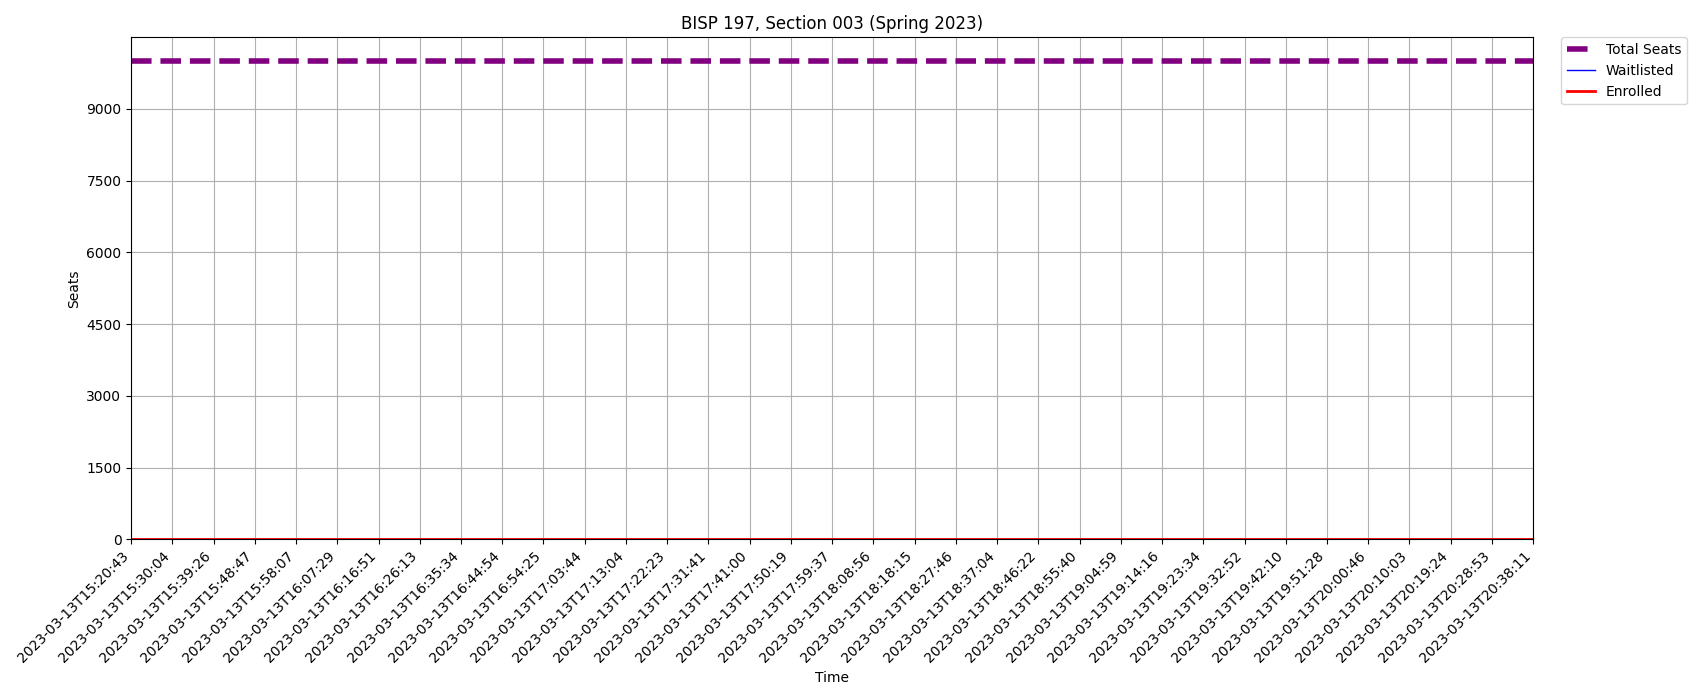 BISP 197, Section 003 (Spring 2023)
Total Seats
Waitlisted
Enrolled
Seats
9000
7500
6000
4500
3000
1500
0
2023-03-13T15:20:43
2023-03-13T15:30:04
2023-03-13T15:39:26
2023-03-13T15:48:47
2023-03-13T15:58:07
2023-03-13T16:07:29
2023-03-13T16:16:51
2023-03-13T16:26:13
2023-03-13T16:35:34
2023-03-13T16:44:54
2023-03-13T16:54:25
2023-03-13T17:03:44
2023-03-13T17:13:04
2023-03-13T17:22:23
2023-03-13T17:31:41
2023-03-13T17:41:00
2023-03-13T17:50:19
2023-03-13T17:59:37
2023-03-13T18:08:56
2023-03-13T18:18:15
2023-03-13T18:27:46
2023-03-13T18:37:04
2023-03-13T18:46:22
2023-03-13T18:55:40
2023-03-13T19:04:59
2023-03-13T19:14:16
2023-03-13T19:23:34
2023-03-13T19:32:52
2023-03-13T19:42:10
2023-03-13T19:51:28
2023-03-13T20:00:46
2023-03-13T20:10:03
2023-03-13T20:19:24
2023-03-13T20:28:53
2023-03-13T20:38:11
Time